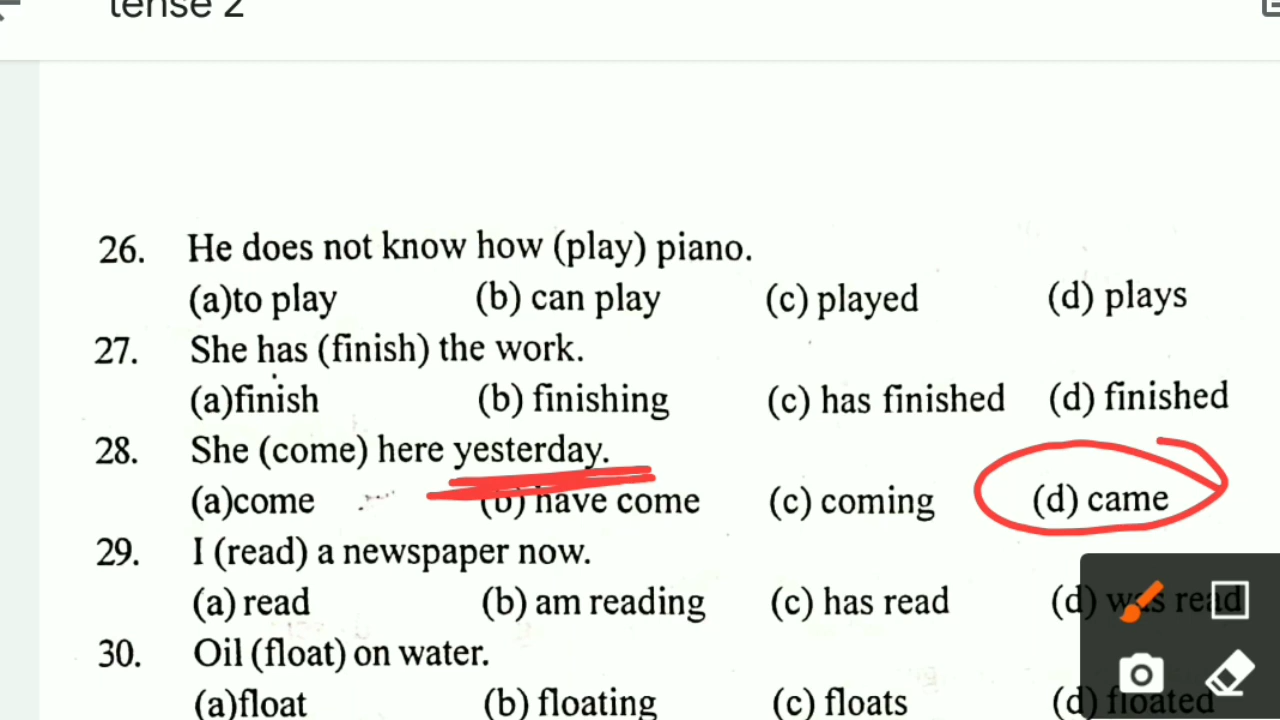 tense 2
26. He does not know how (play) piano.
(a)to play (b) can play (c) played (d) plays
27. She has (finish) the work.
(a)finish (b) finishing (c) has finished (d) finished
28. She (come) here yesterday.
(a)come (b) have come (c) coming (d) came
29. I (read) a newspaper now.
(a) read (b) am reading (c) has read (d) was read
30. Oil (float) on water.
(a)float (b) floating (c) floats (d) floated